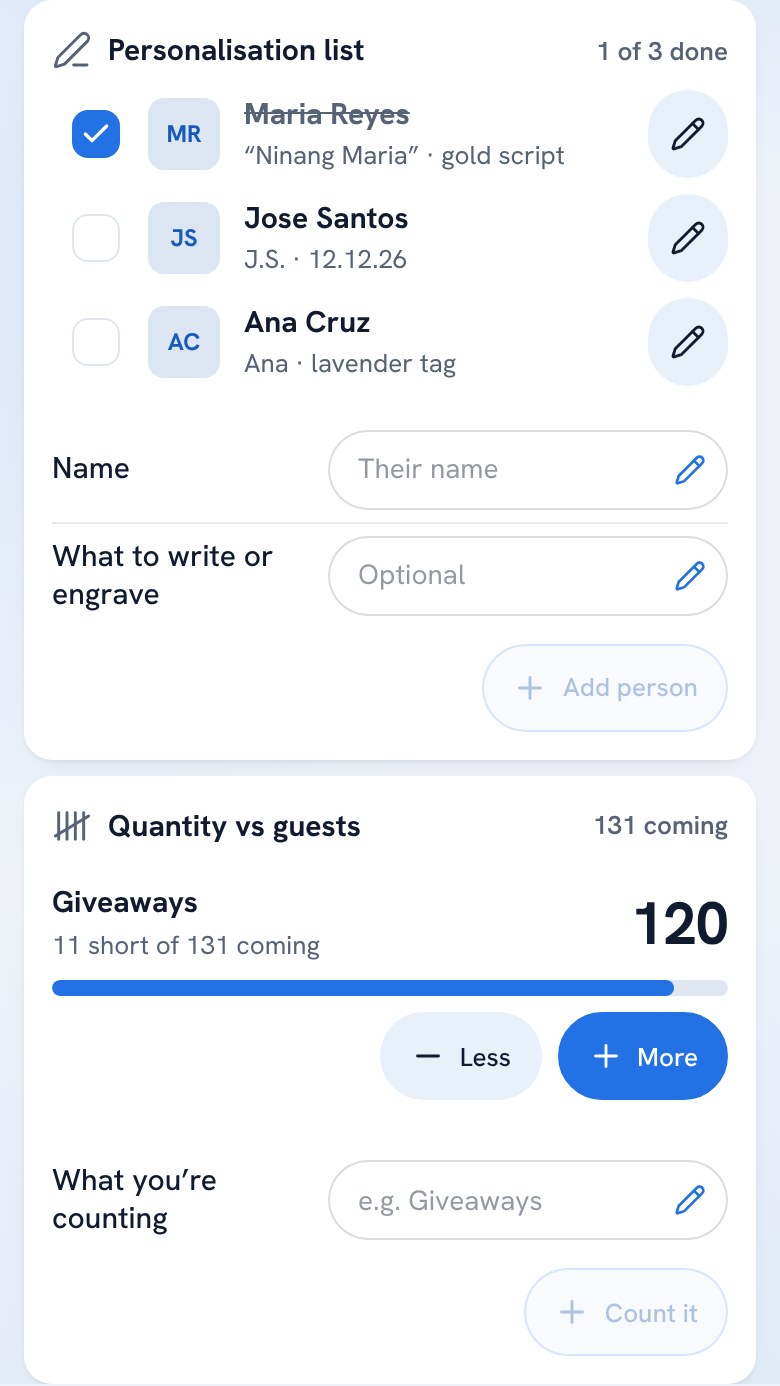 Personalisation list
1 of 3 done
MR
Maria Reyes
“Ninang Maria” · gold script
JS
Jose Santos
J.S. · 12.12.26
AC
Ana Cruz
Ana · lavender tag
Name
Their name
What to write or
engrave
Optional
Add person
Quantity vs guests
131 coming
Giveaways
120
11 short of 131 coming
Less
More
What you’re
counting
e.g. Giveaways
Count it